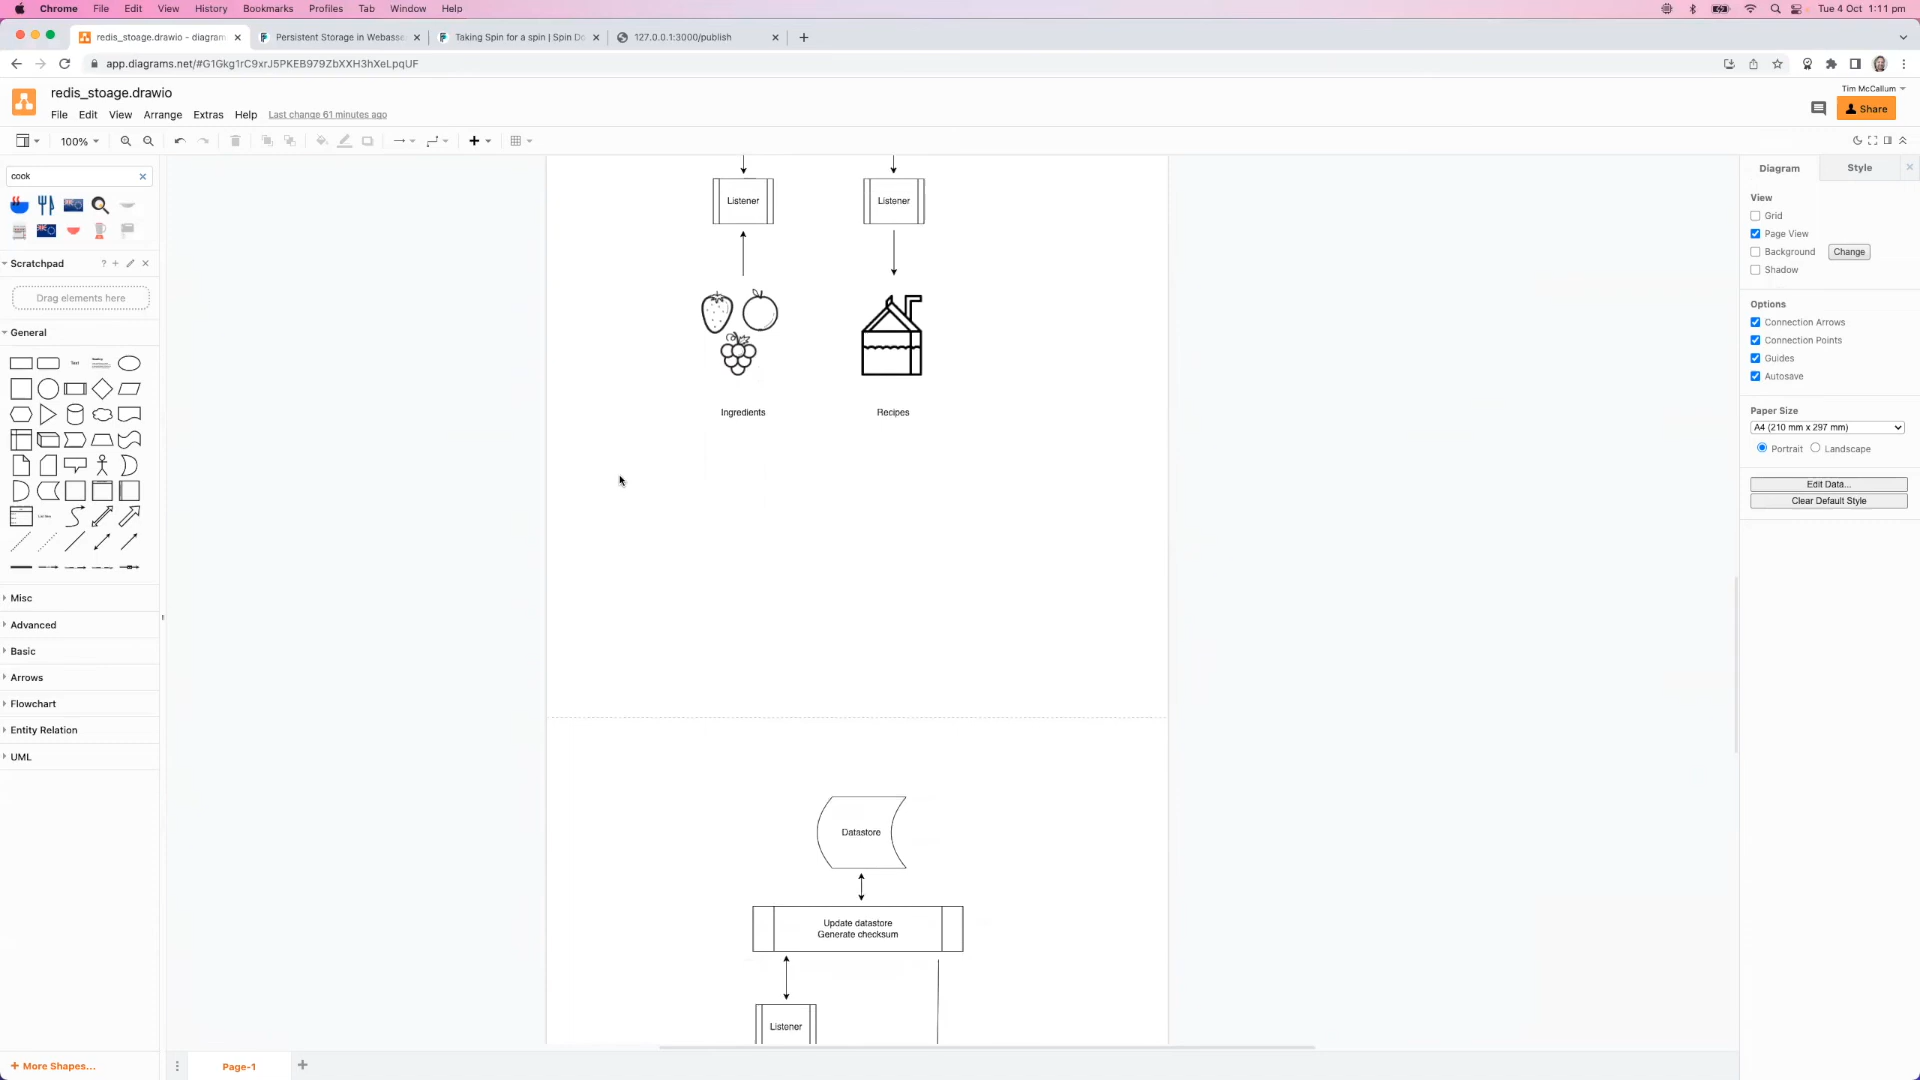 Chrome File Edit View History Bookmarks Profiles Tab Window Help Tue 4 Oct 1:11 pm
redis_stoage.drawio - diagram Persistent Storage in Webasse Taking Spin for a spin | Spin Do 127.0.0.1:3000/publish
app.diagrams.net/#G1Gkg1rC9xrJ5PKEB979ZbXXH3hXeLpqUF
redis_stoage.drawio
Tim McCallum
File Edit View Arrange Extras Help Last change 61 minutes ago
Share
100%
cook
Scratchpad ?
Drag elements here
General
Text
Misc
Advanced
Basic
Arrows
Flowchart
Entity Relation
UML
More Shapes...
Listener Listener
Ingredients Recipes
Datastore
Update datastore
Generate checksum
Listener
Page-1
Diagram Style
View
Grid
Page View
Background Change
Shadow
Options
Connection Arrows
Connection Points
Guides
Autosave
Paper Size
A4 (210 mm x 297 mm)
Portrait Landscape
Edit Data...
Clear Default Style